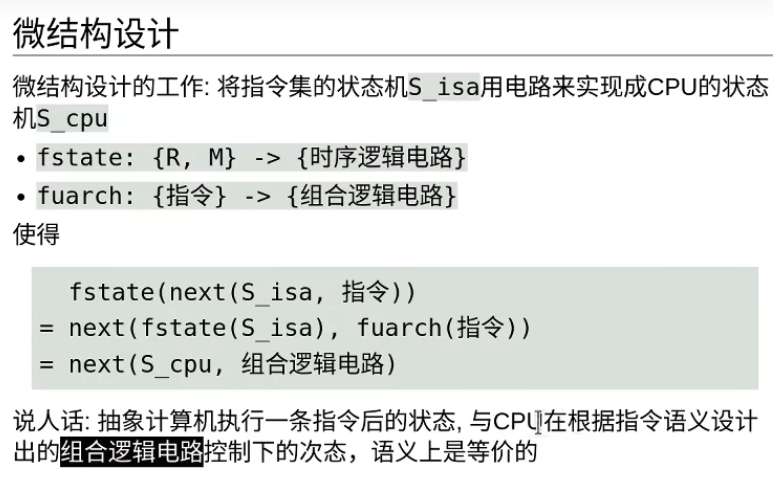 微结构设计
微结构设计的工作: 将指令集的状态机S_isa用电路来实现成CPU的状态
机S_cpu
• fstate: {R, M} -> {时序逻辑电路}
• fuarch: {指令} -> {组合逻辑电路}
使得
fstate(next(S_isa, 指令))
= next(fstate(S_isa), fuarch(指令))
= next(S_cpu, 组合逻辑电路)
说人话: 抽象计算机执行一条指令后的状态, 与CPU在根据指令语义设计
出的组合逻辑电路控制下的次态，语义上是等价的